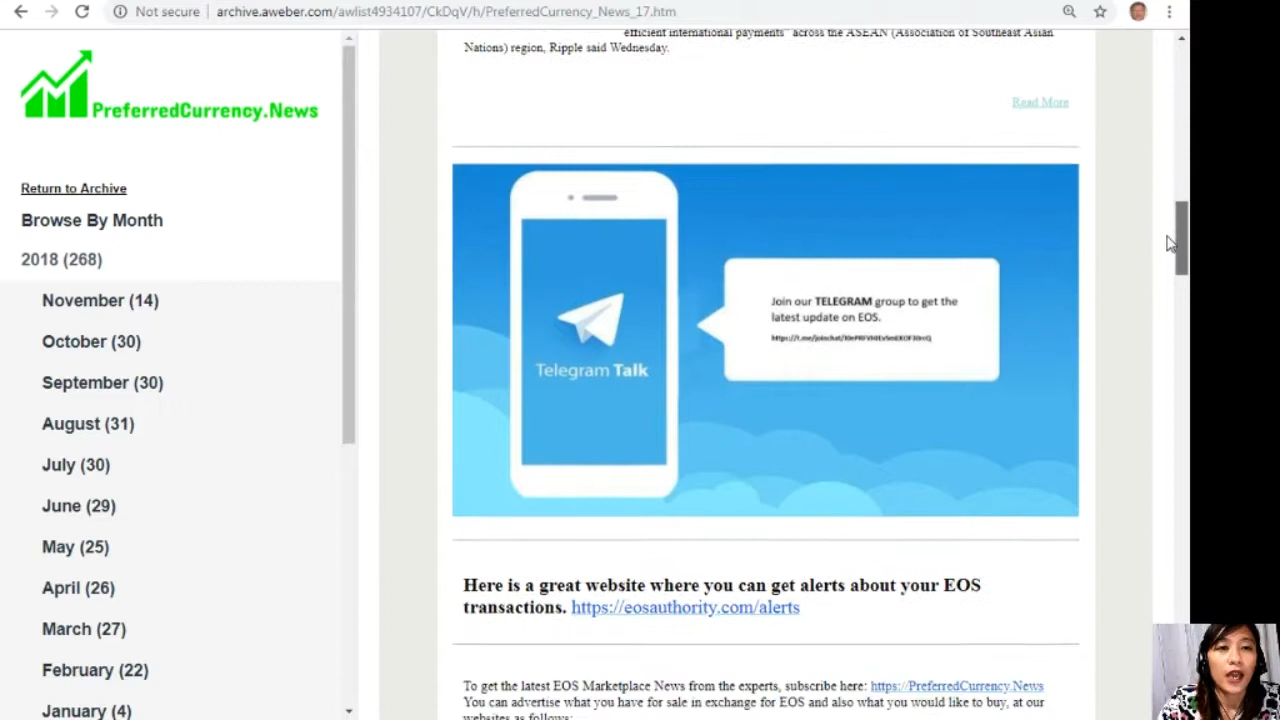 Not secure | archive.aweber.com/awlist4934107/CkDqV/h/PreferredCurrency_News_17.htm
PreferredCurrency.News
Return to Archive
Browse By Month
2018 (268)
November (14)
October (30)
September (30)
August (31)
July (30)
June (29)
May (25)
April (26)
March (27)
February (22)
January (4)
efficient international payments" across the ASEAN (Association of Southeast Asian
Nations) region, Ripple said Wednesday.
Read More
Telegram Talk
Join our TELEGRAM group to get the
latest update on EOS.
Here is a great website where you can get alerts about your EOS
transactions. https://eosauthority.com/alerts
To get the latest EOS Marketplace News from the experts, subscribe here: https://PreferredCurrency.News
You can advertise what you have for sale in exchange for EOS and also what you would like to buy, at our
websites as follows: